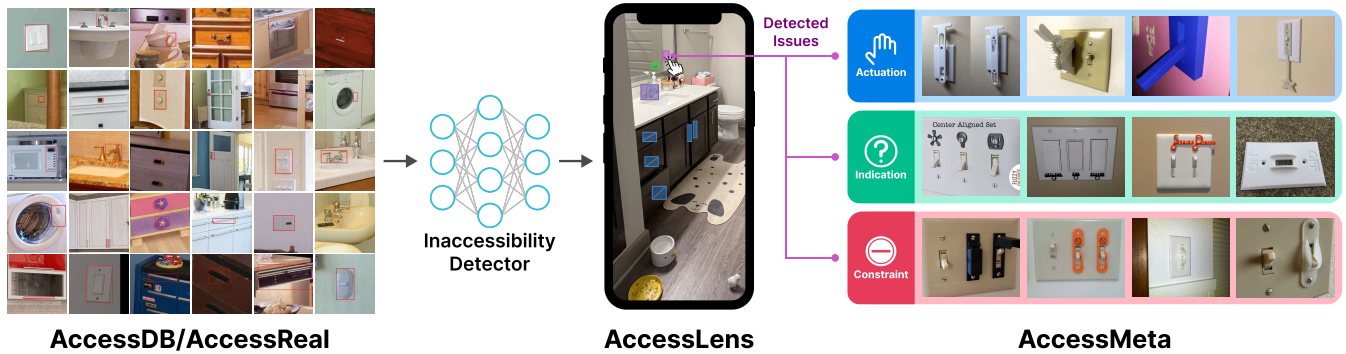 Detected
Issues
Actuation
Center Aligned Set
Indication
Inaccessibility
Detector
Constraint
AccessDB/AccessReal
AccessLens
AccessMeta